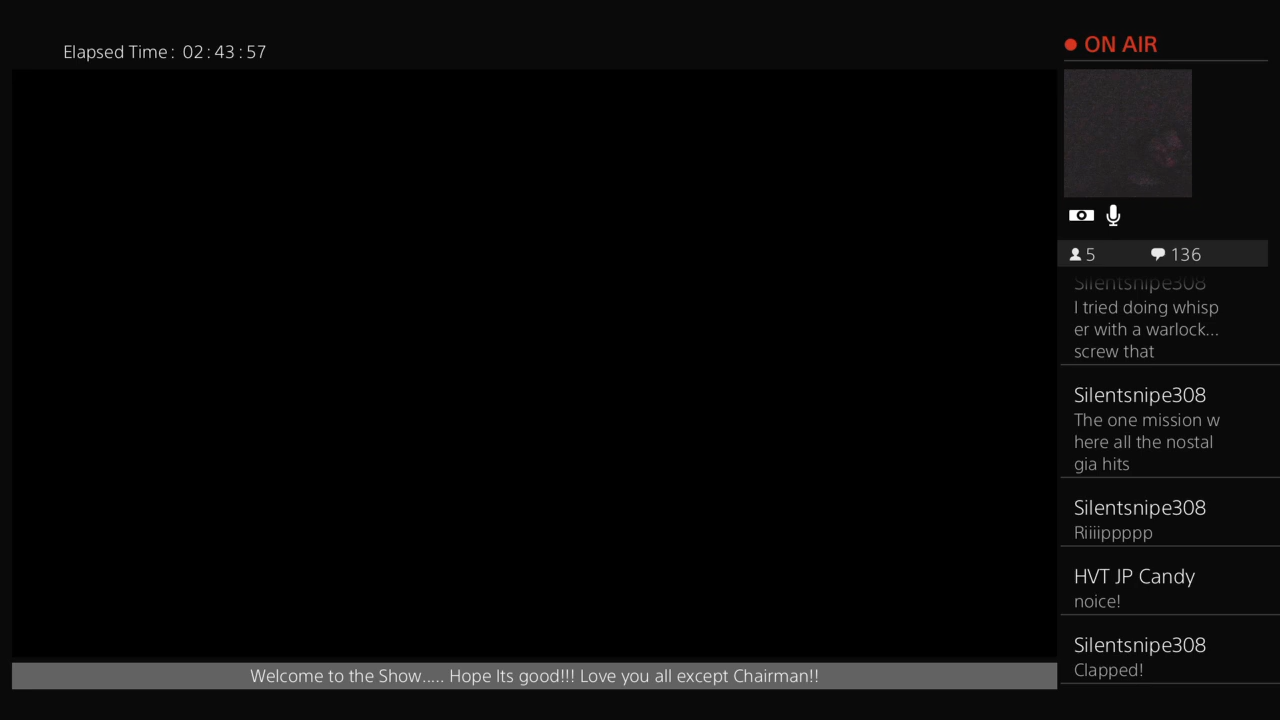 Elapsed Time: 02:43:57
ON AIR
5 136
Silentsnipe308
I tried doing whisp
er with a warlock...
screw that
Silentsnipe308
The one mission w
here all the nostal
gia hits
Silentsnipe308
Riiiippppp
HVT JP Candy
noice!
Silentsnipe308
Clapped!
Welcome to the Show..... Hope Its good!!! Love you all except Chairman!!